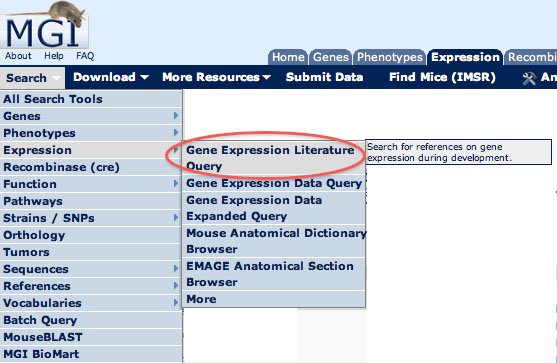 MGI
About Help FAQ
Home Genes Phenotypes Expression Recombin
Search Download More Resources Submit Data Find Mice (IMSR) An
All Search Tools
Genes
Phenotypes
Expression
Recombinase (cre)
Function
Pathways
Strains / SNPs
Orthology
Tumors
Sequences
References
Vocabularies
Batch Query
MouseBLAST
MGI BioMart
Gene Expression Literature
Query
Gene Expression Data Query
Gene Expression Data
Expanded Query
Mouse Anatomical Dictionary
Browser
EMAGE Anatomical Section
Browser
More
Search for references on gene
expression during development.